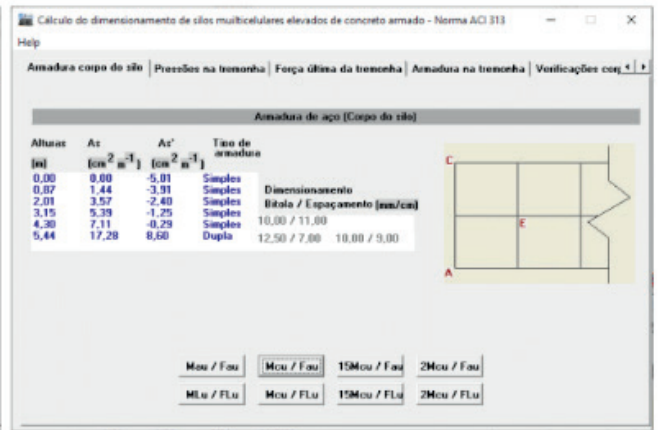 Cálculo do dimensionamento de silos multicelulares elevados de concreto armado - Norma ACI 313
Help
Armadura corpo do silo | Pressões na tremonha | Força última da tremonha | Armadura na tremonha | Verificações corp
Armadura de aço (Corpo do silo)
Alturas As As' Tipo de armadura
[m] (cm² m⁻¹) (cm² m⁻¹)
0,00 0,00 -5,01 Simples
0,87 1,44 -3,91 Simples Dimensionamento
2,01 3,57 -2,40 Simples Bitola / Espaçamento [mm/cm]
3,15 5,39 -1,25 Simples 10,00 / 11,00
4,30 7,11 -0,29 Simples
5,44 17,28 8,60 Dupla 12,50 / 7,00 10,00 / 9,00
C
E
A
Mau / Fau Mcu / Fau 15Mcu / Fau 2Mcu / Fau
MLu / FLu Mcu / FLu 15Mcu / FLu 2Mcu / FLu